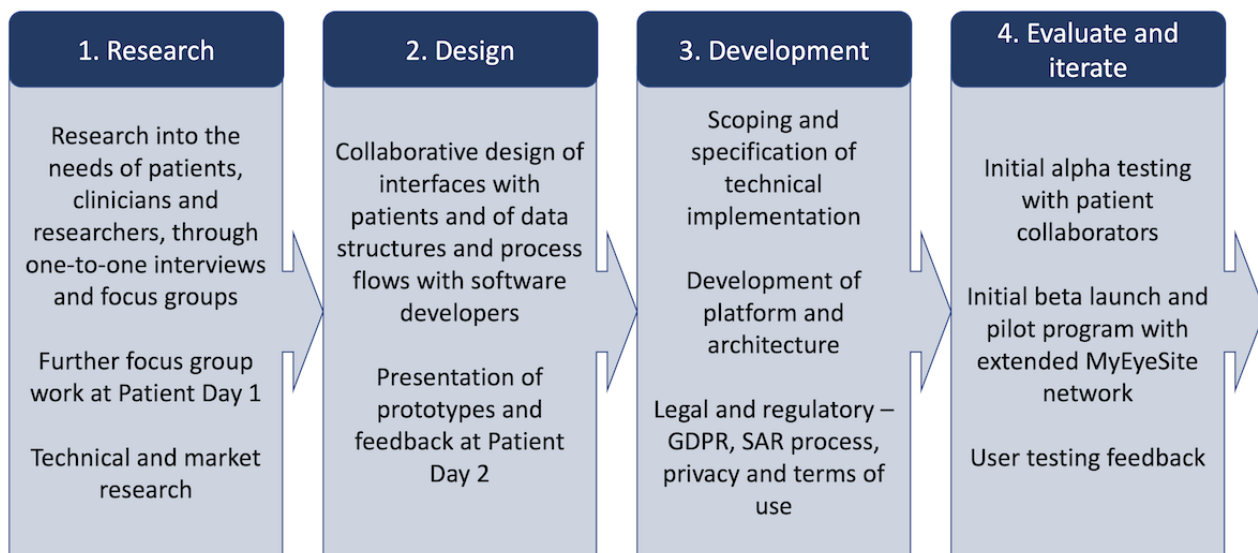 1. Research
Research into the
needs of patients,
clinicians and
researchers, through
one-to-one interviews
and focus groups
Further focus group
work at Patient Day 1
Technical and market
research
2. Design
Collaborative design of
interfaces with
patients and of data
structures and process
flows with software
developers
Presentation of
prototypes and
feedback at Patient
Day 2
3. Development
Scoping and
specification of
technical
implementation
Development of
platform and
architecture
Legal and regulatory –
GDPR, SAR process,
privacy and terms of
use
4. Evaluate and
iterate
Initial alpha testing
with patient
collaborators
Initial beta launch and
pilot program with
extended MyEyeSite
network
User testing feedback